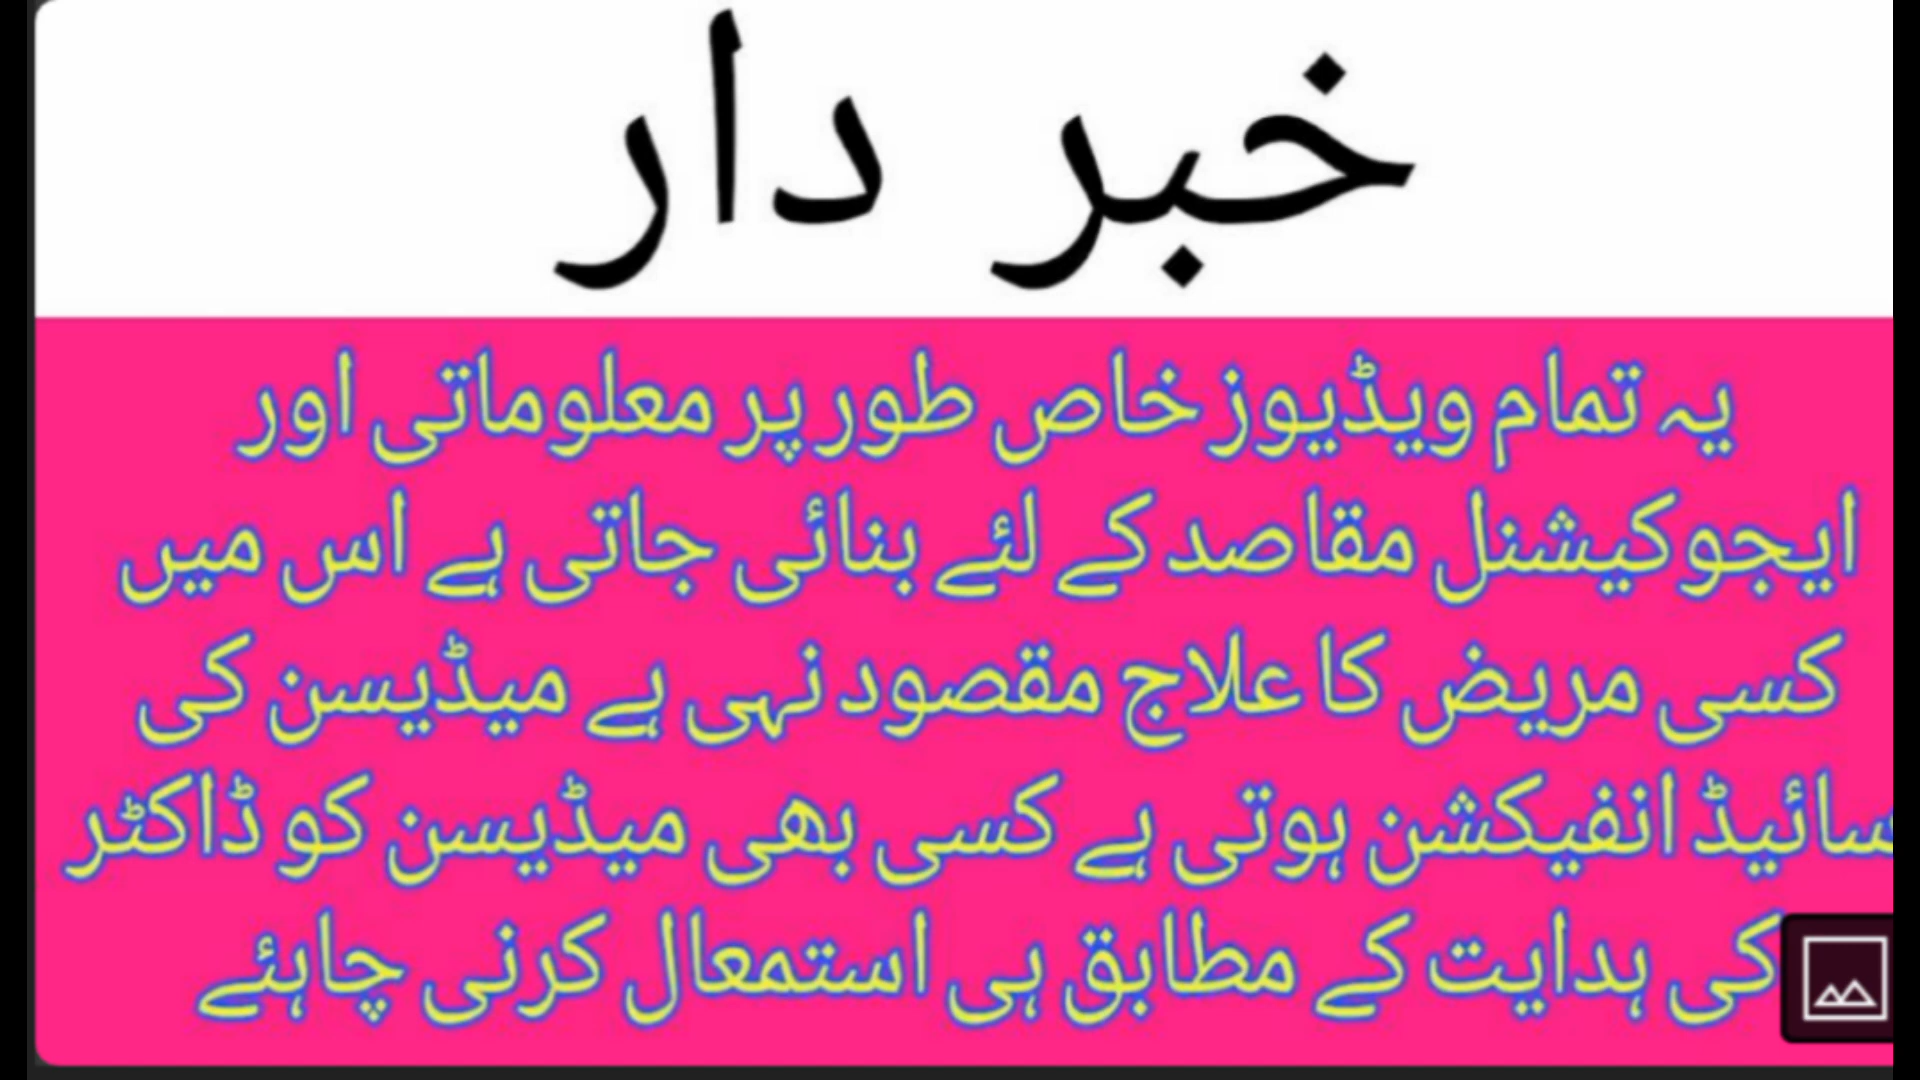 خبر دار
یہ تمام ویڈیوز خاص طور پر معلوماتی اور
ایجوکیشنل مقاصد کے لئے بنائی جاتی ہے اس میں
کسی مریض کا علاج مقصود نہی ہے میڈیسن کی
سائیڈ انفیکشن ہوتی ہے کسی بھی میڈیسن کو ڈاکٹر
کی ہدایت کے مطابق ہی استمعال کرنی چاہئے